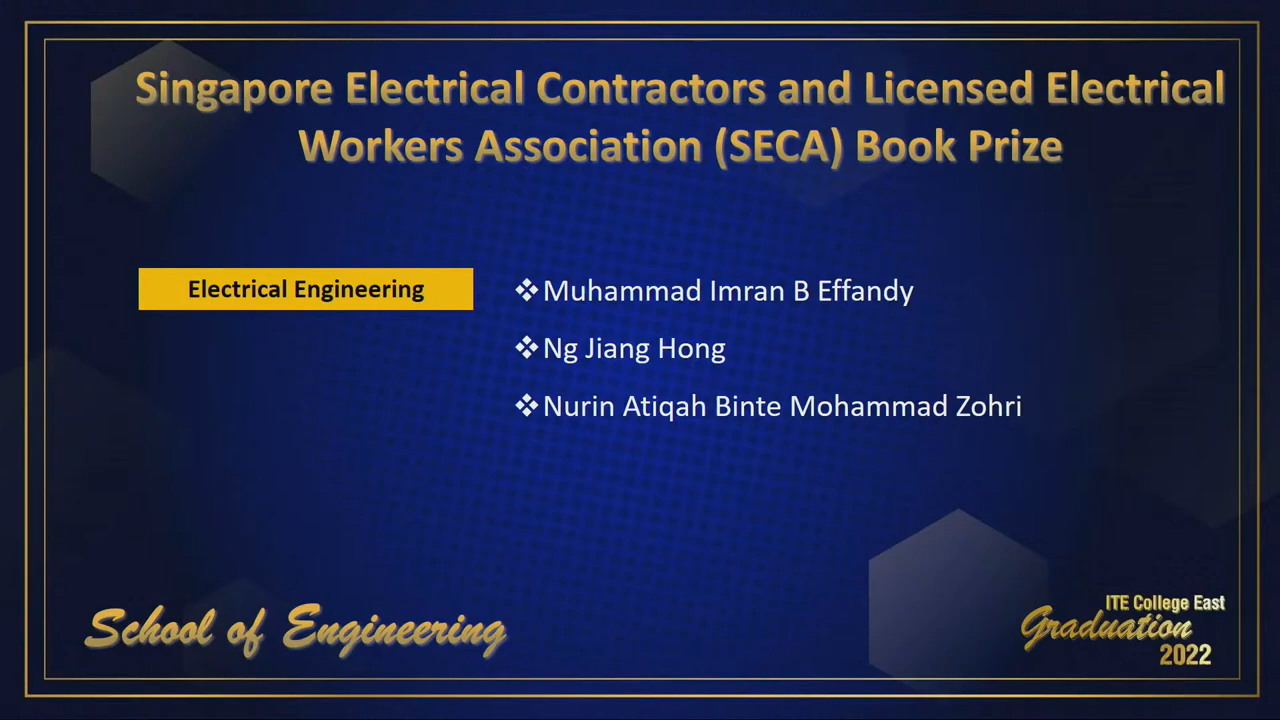 Singapore Electrical Contractors and Licensed Electrical
Workers Association (SECA) Book Prize
Electrical Engineering
❖Muhammad Imran B Effandy
❖Ng Jiang Hong
❖Nurin Atiqah Binte Mohammad Zohri
School of Engineering
ITE College East
Graduation
2022